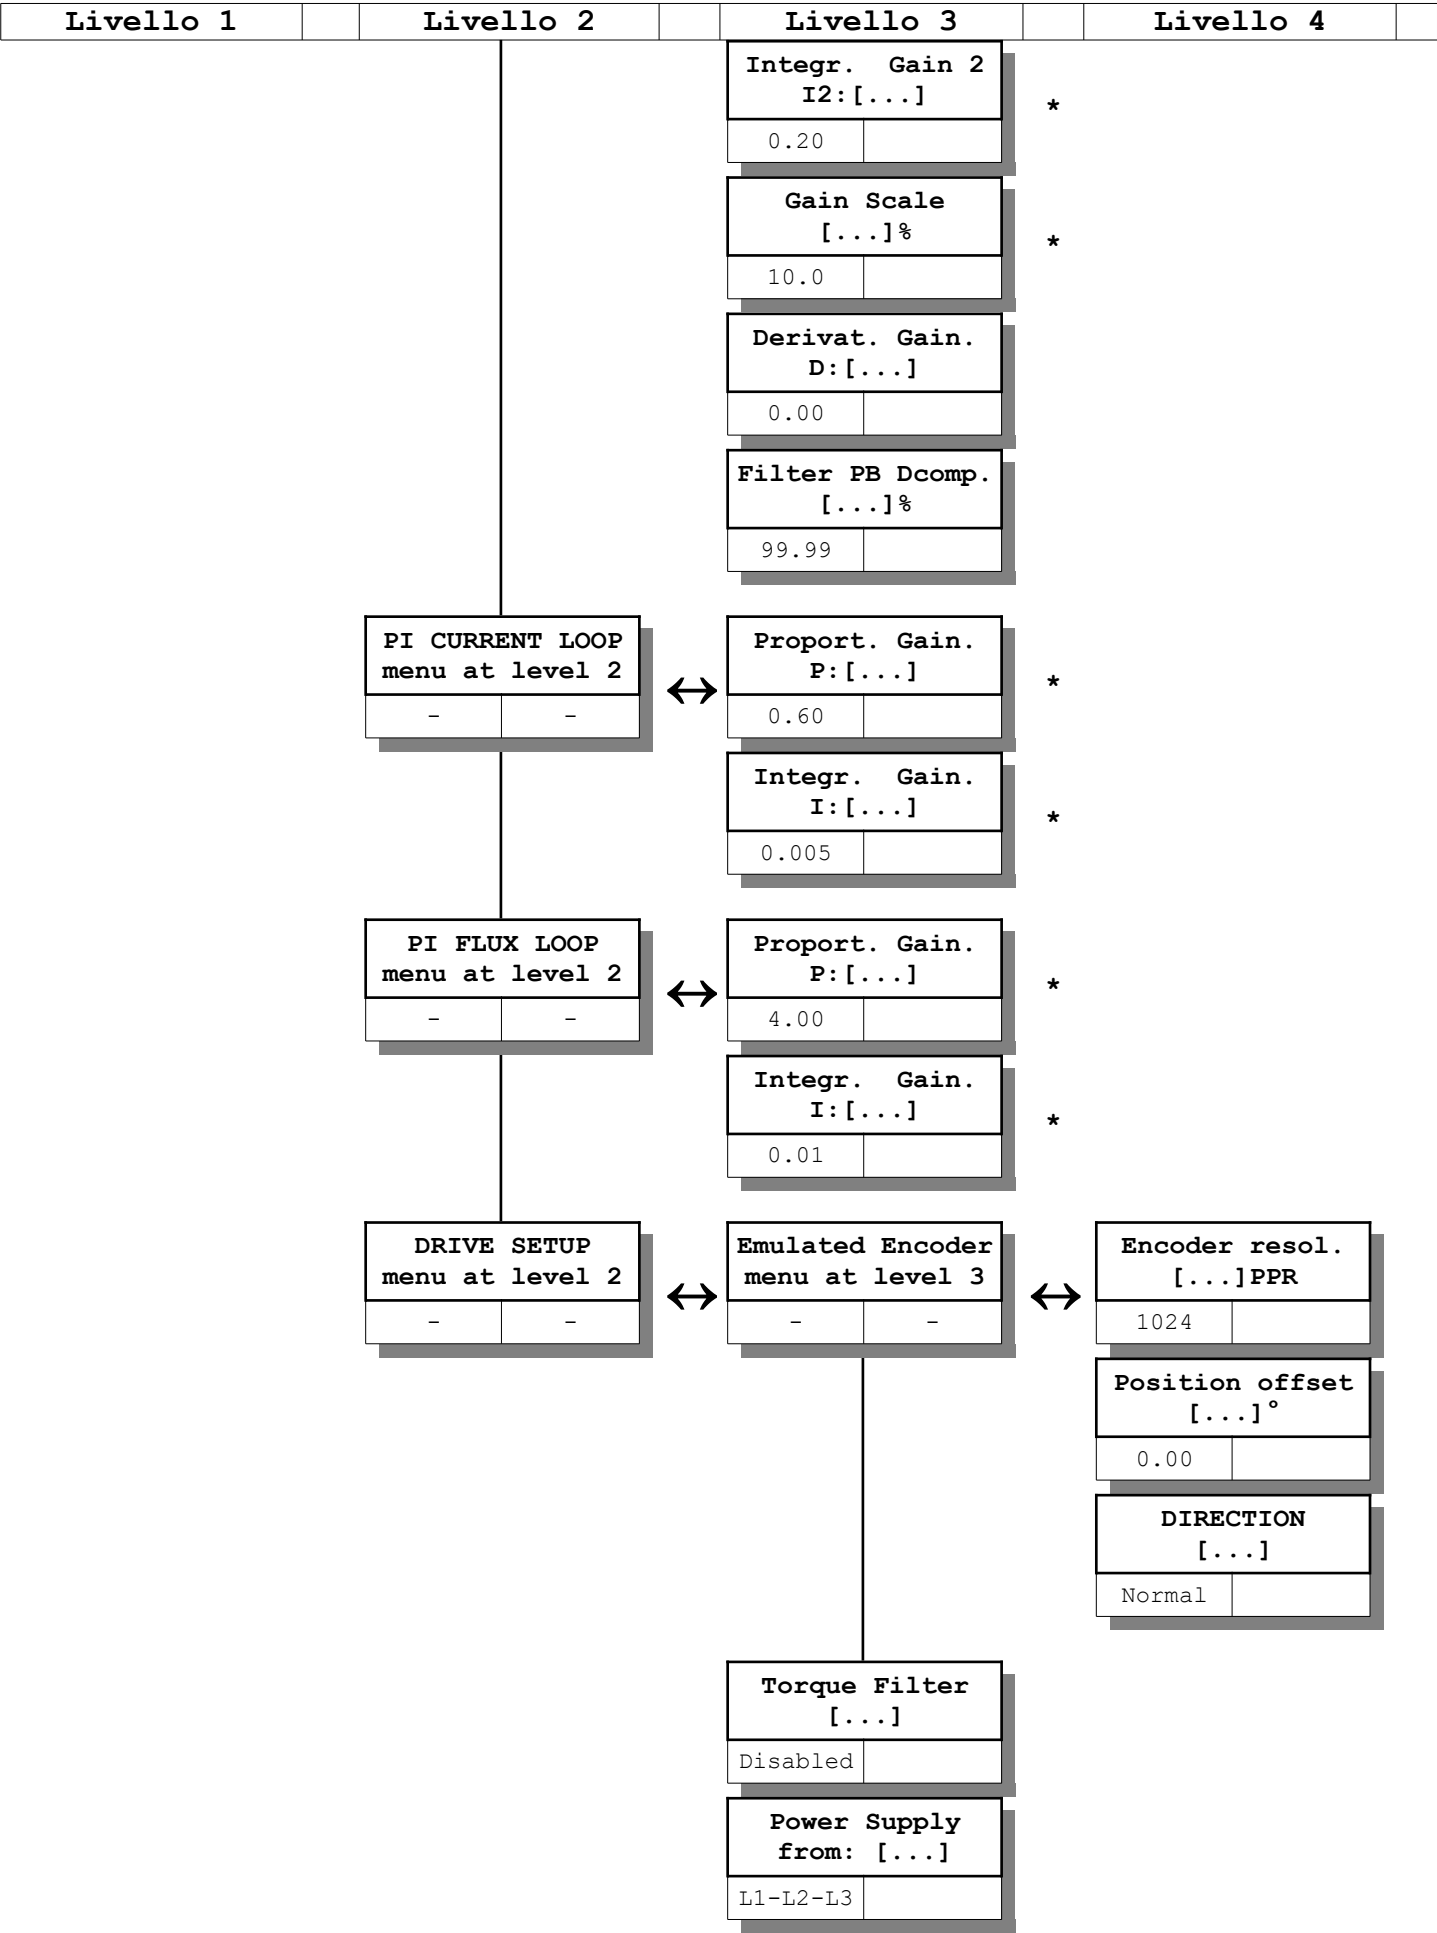 Livello 1 Livello 2 Livello 3 Livello 4
Integr.  Gain 2
I2:[...]
*
0.20
Gain Scale
[...]%
*
10.0
Derivat. Gain.
D:[...]
0.00
Filter PB Dcomp.
[...]%
99.99
PI CURRENT LOOP
menu at level 2
- -
↔
Proport. Gain.
P:[...]
*
0.60
Integr.  Gain.
I:[...]
*
0.005
PI FLUX LOOP
menu at level 2
- -
↔
Proport. Gain.
P:[...]
*
4.00
Integr.  Gain.
I:[...]
*
0.01
DRIVE SETUP
menu at level 2
- -
↔
Emulated Encoder
menu at level 3
- -
↔
Encoder resol.
[...]PPR
1024
Position offset
[...]°
0.00
DIRECTION
[...]
Normal
Torque Filter
[...]
Disabled
Power Supply
from: [...]
L1-L2-L3